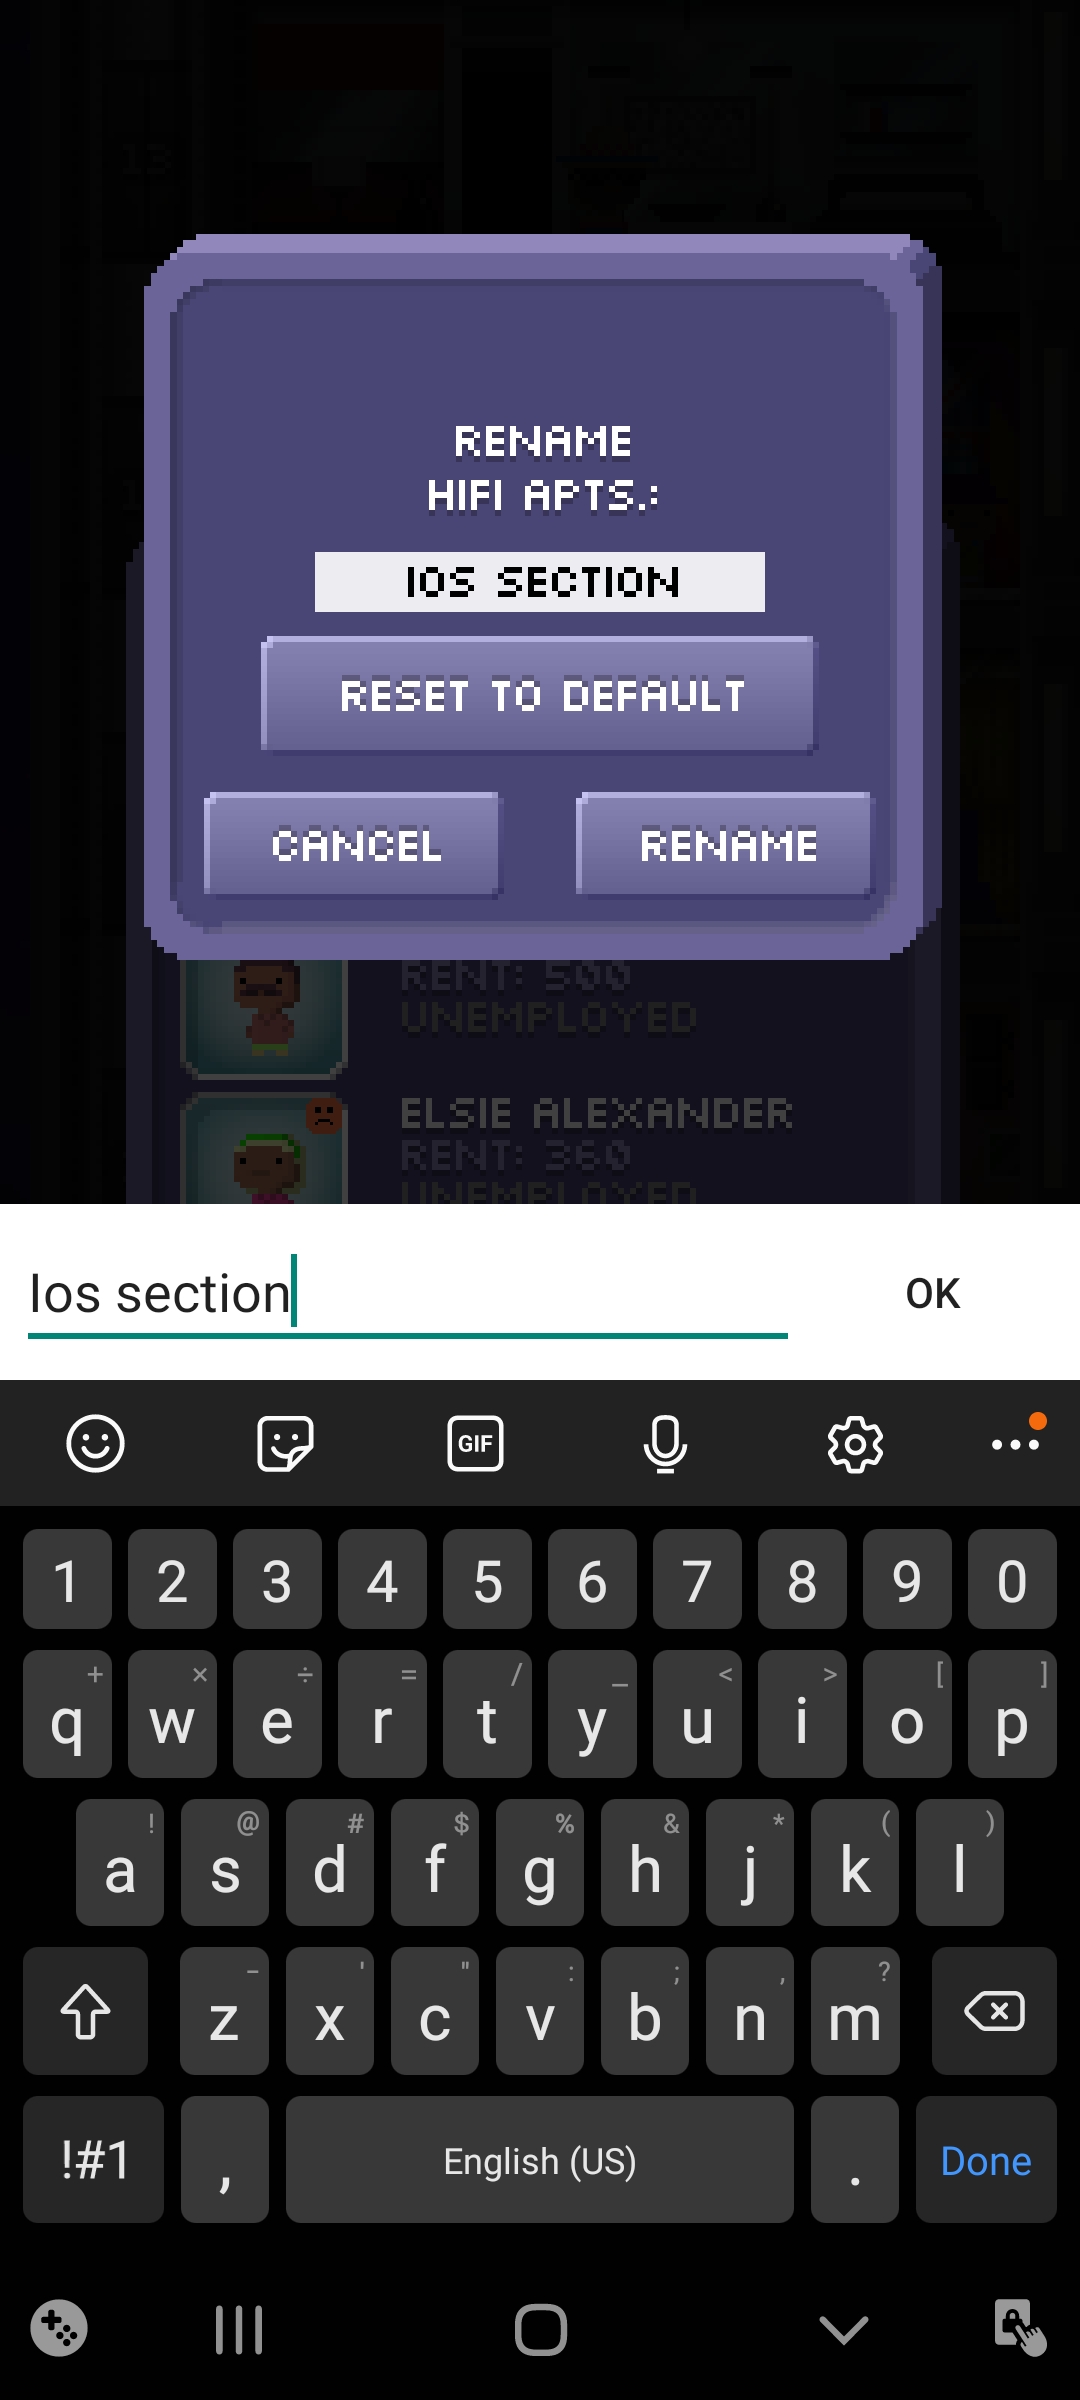 13
RENAME
HIFI APTS.:
IOS SECTION
RESET TO DEFAULT
CANCEL
RENAME
RENT: 500
UNEMPLOYED
ELSIE ALEXANDER
RENT: 360
UNEMPLOYED
Ios section
OK
GIF
1 2 3 4 5 6 7 8 9 0
+ × ÷ = / _ < > [ ]
q w e r t y u i o p
! @ # $ % & * ( )
a s d f g h j k l
- ' " : ; , ?
z x c v b n m
!#1 , English (US) . Done